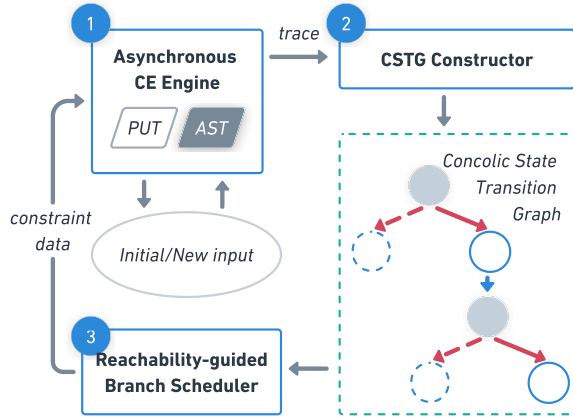 1
Asynchronous
CE Engine
PUT
AST
trace
2
CSTG Constructor
Concolic State
Transition
Graph
constraint
data
Initial/New input
3
Reachability-guided
Branch Scheduler